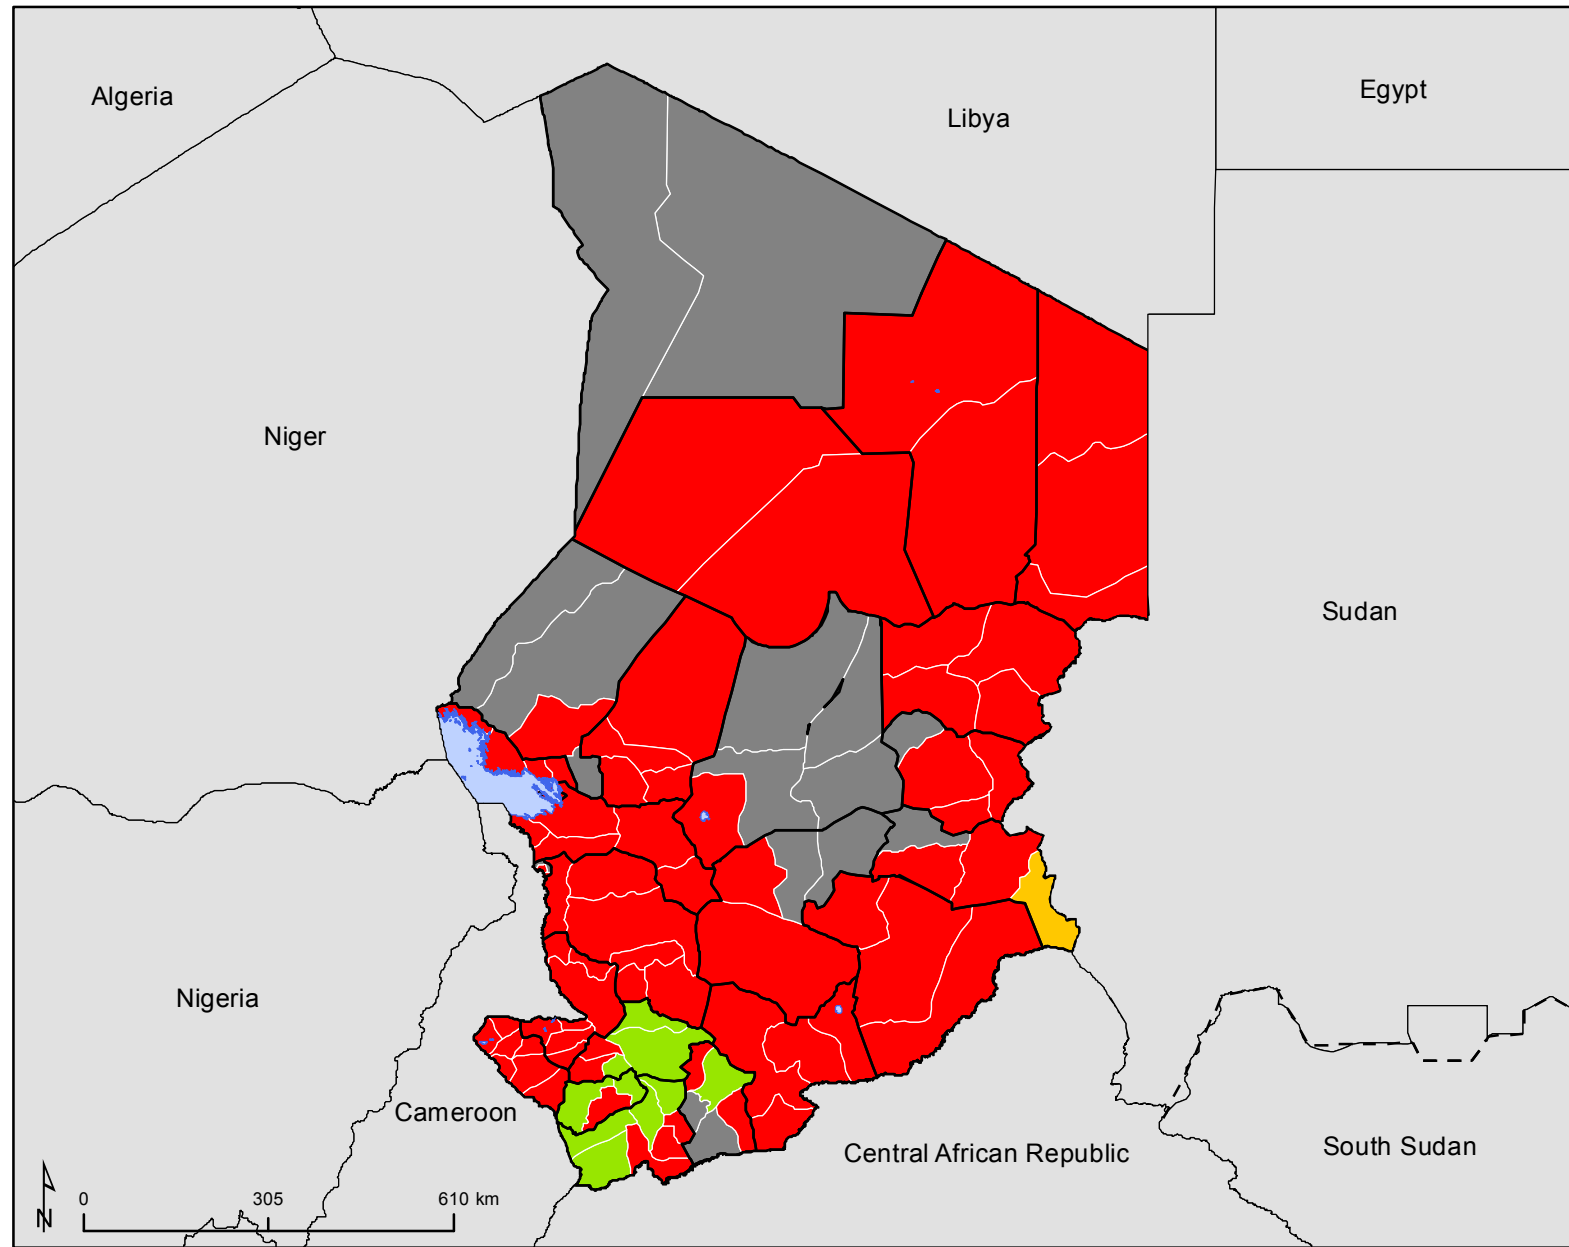 Algeria
Libya
Egypt
Niger
Sudan
Nigeria
Cameroon
Central African Republic
South Sudan
N
0 305 610 km